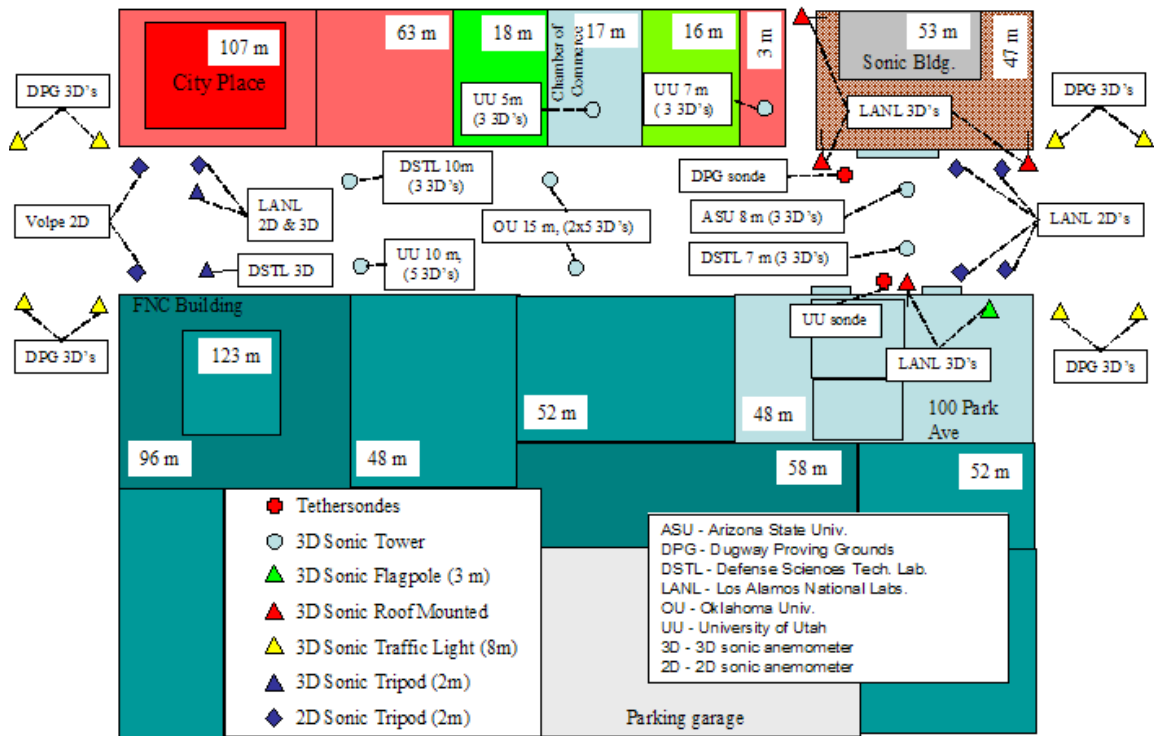 107 m
City Place
63 m
18 m
Chamber of
Commerce
17 m
16 m
3 m
53 m
Sonic Bldg.
47 m
DPG 3D's
UU 5m
(3 3D's)
UU 7 m
( 3 3D's)
LANL 3D's
DPG 3D's
DSTL 10m
(3 3D's)
DPG sonde
Volpe 2D
LANL
2D & 3D
OU 15 m, (2x5 3D's)
ASU 8 m (3 3D's)
LANL 2D's
DSTL 3D
UU 10 m,
(5 3D's)
DSTL 7 m (3 3D's)
FNC Building
UU sonde
DPG 3D's
123 m
LANL 3D's
DPG 3D's
52 m
48 m
100 Park
Ave
96 m
48 m
58 m
52 m
Tethersondes
3D Sonic Tower
3D Sonic Flagpole (3 m)
3D Sonic Roof Mounted
3D Sonic Traffic Light (8m)
3D Sonic Tripod (2m)
2D Sonic Tripod (2m)
ASU - Arizona State Univ.
DPG - Dugway Proving Grounds
DSTL - Defense Sciences Tech. Lab.
LANL - Los Alamos National Labs.
OU - Oklahoma Univ.
UU - University of Utah
3D - 3D sonic anemometer
2D - 2D sonic anemometer
Parking garage